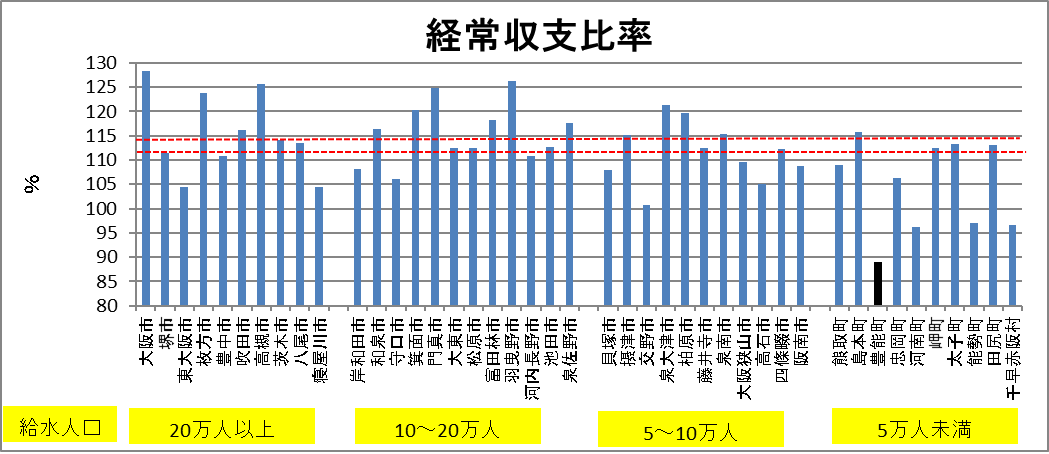 経常収支比率
130
125
120
115
110
105
100
95
90
85
80
%
大阪市
堺市
東大阪市
枚方市
豊中市
吹田市
高槻市
茨木市
八尾市
寝屋川市
岸和田市
和泉市
守口市
箕面市
門真市
大東市
松原市
富田林市
羽曳野市
河内長野市
池田市
泉佐野市
貝塚市
摂津市
交野市
泉大津市
柏原市
藤井寺市
泉南市
大阪狭山市
高石市
四條畷市
阪南市
熊取町
島本町
豊能町
忠岡町
河南町
岬町
太子町
能勢町
田尻町
千早赤阪村
給水人口
20万人以上
10～20万人
5～10万人
5万人未満